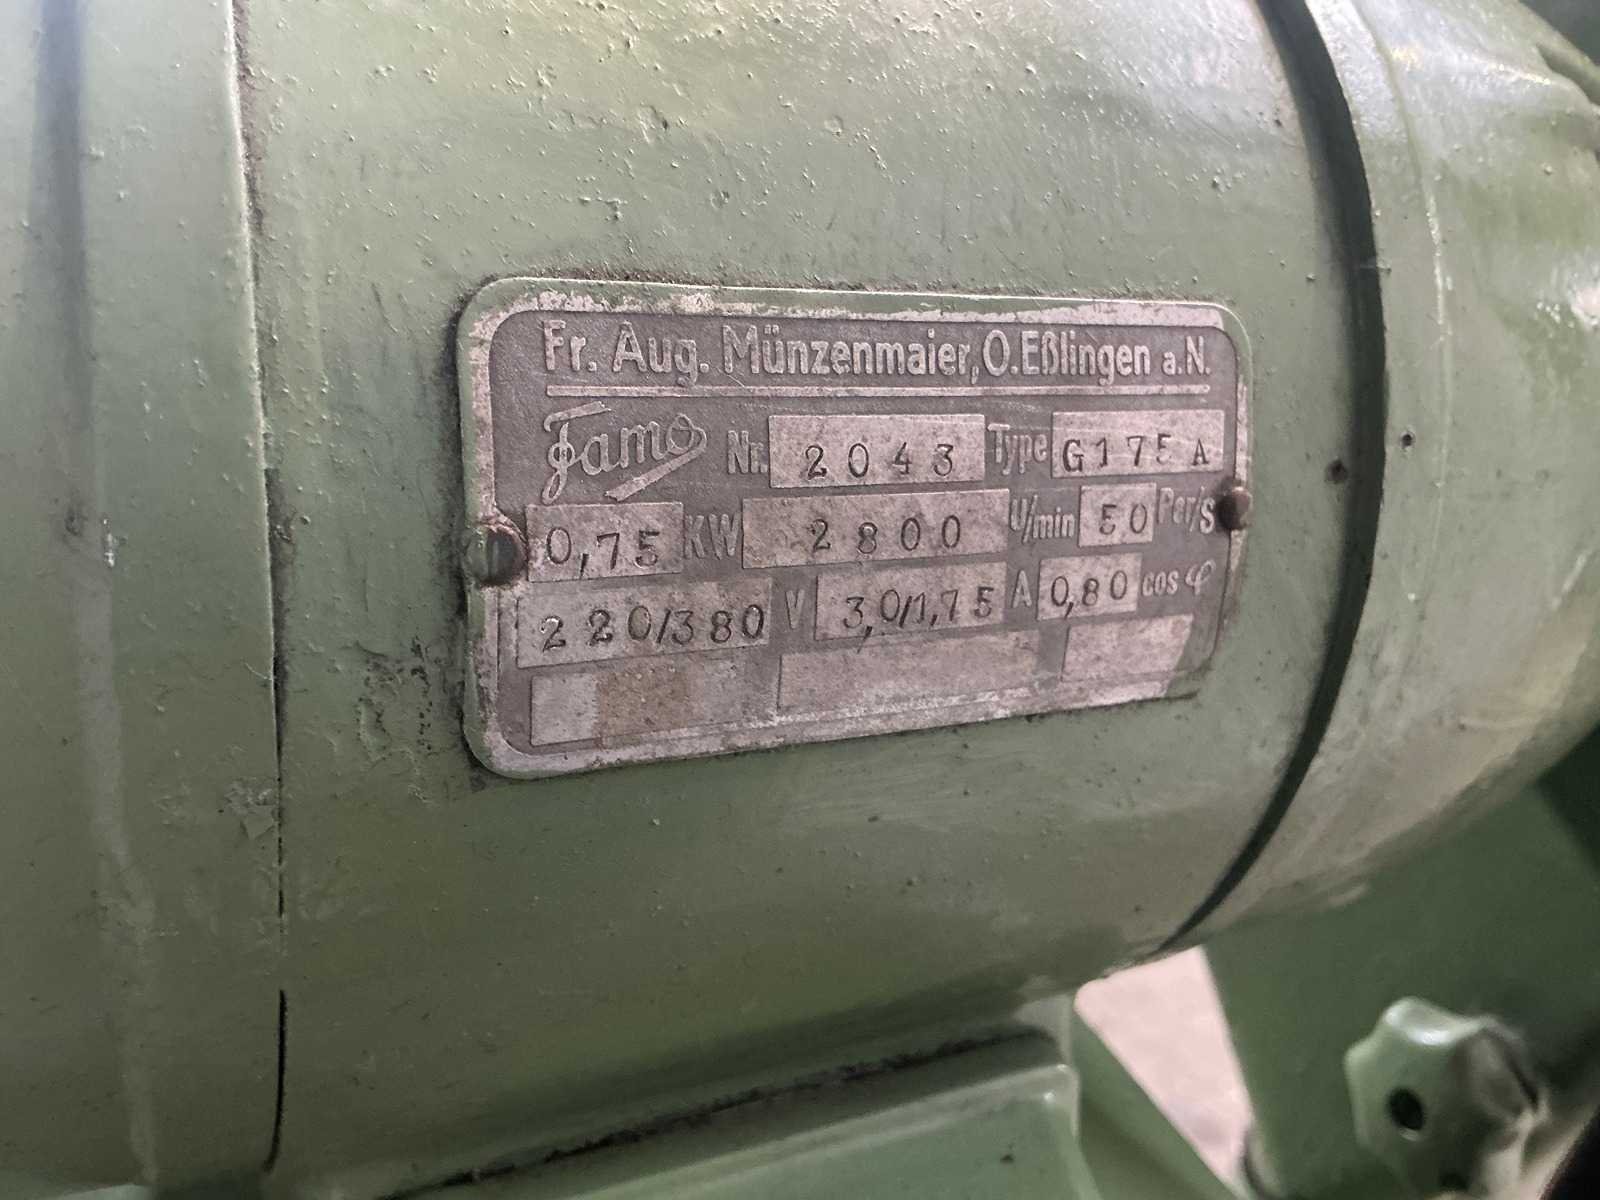 Fr. Aug. Münzenmaier, O. Eßlingen a.N.
Famo Nr. 2043 Type G175 A
0,75 KW 2800 U/min 50 Per/s
220/380 V 3,0/1,75 A 0,80 cos φ